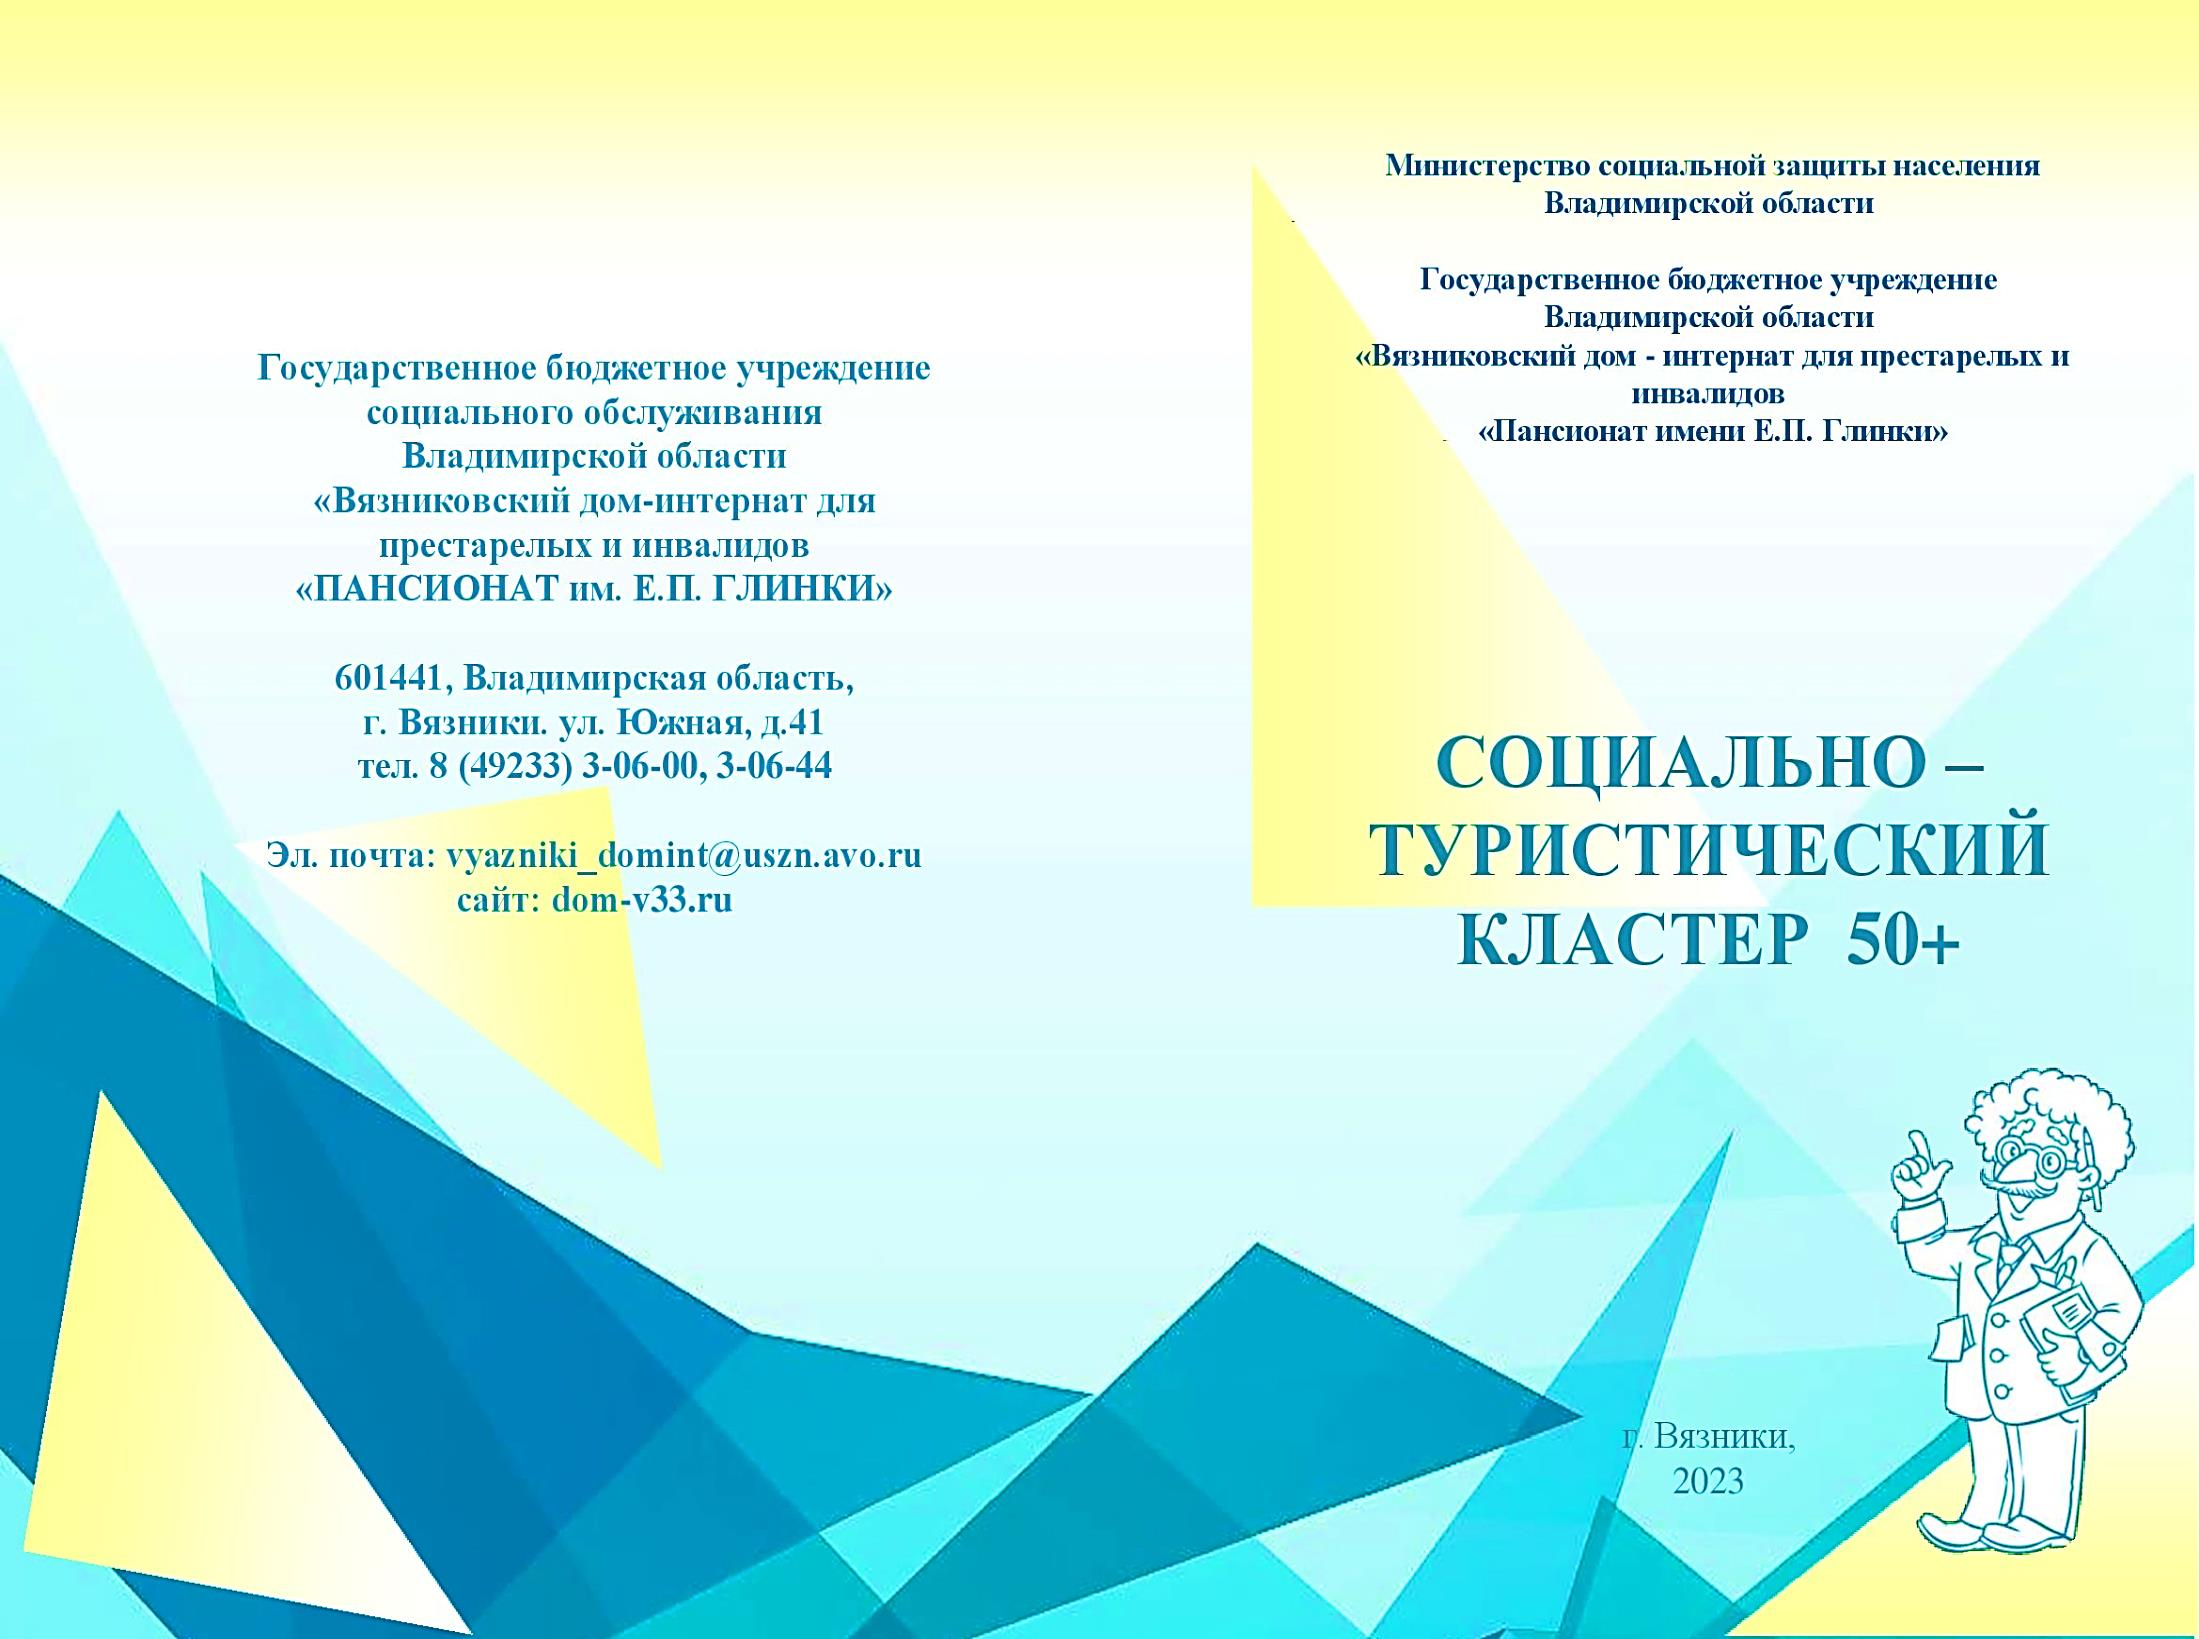 Государственное бюджетное учреждение
социального обслуживания
Владимирской области
«Вязниковский дом-интернат для
престарелых и инвалидов
«ПАНСИОНАТ им. Е.П. ГЛИНКИ»
601441, Владимирская область,
г. Вязники. ул. Южная, д.41
тел. 8 (49233) 3-06-00, 3-06-44
Эл. почта: vyazniki_domint@uszn.avo.ru
сайт: dom-v33.ru
Министерство социальной защиты населения
Владимирской области
Государственное бюджетное учреждение
Владимирской области
«Вязниковский дом - интернат для престарелых и
инвалидов
«Пансионат имени Е.П. Глинки»
СОЦИАЛЬНО –
ТУРИСТИЧЕСКИЙ
КЛАСТЕР 50+
г. Вязники,
2023